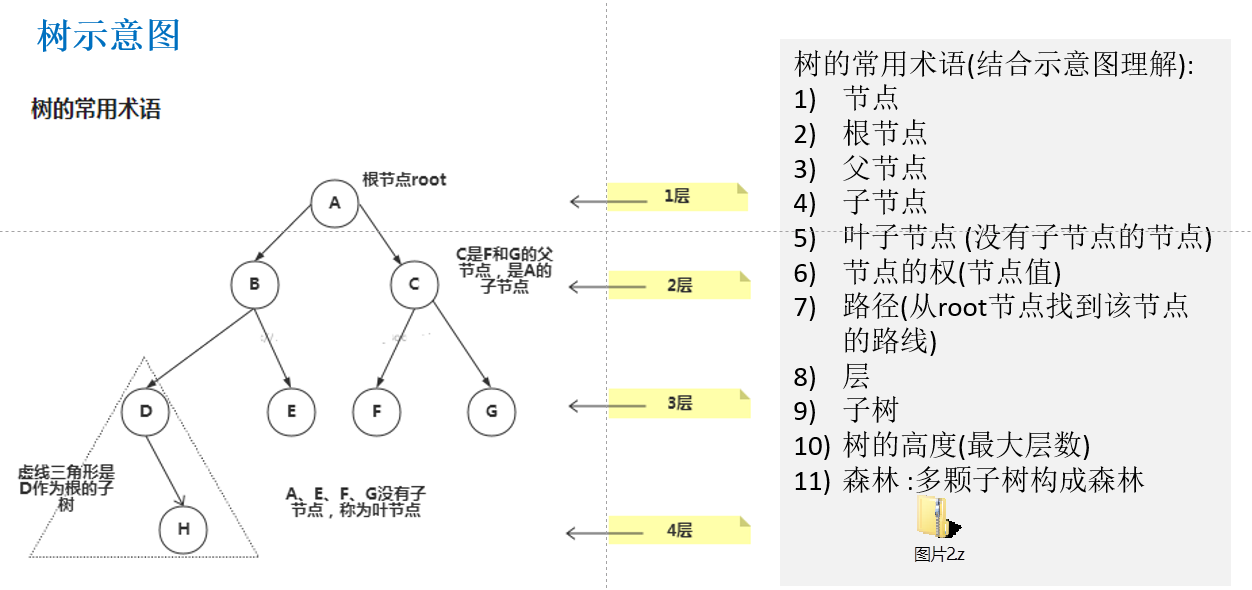 树示意图
树的常用术语
根节点root
A
1层
C是F和G的父
节点，是A的
子节点
B
C
2层
D
E
F
G
3层
虚线三角形是
D作为根的子
树
A、E、F、G没有子
节点，称为叶节点
H
4层
树的常用术语(结合示意图理解):
1) 节点
2) 根节点
3) 父节点
4) 子节点
5) 叶子节点 (没有子节点的节点)
6) 节点的权(节点值)
7) 路径(从root节点找到该节点
的路线)
8) 层
9) 子树
10) 树的高度(最大层数)
11) 森林 :多颗子树构成森林
图片2.z